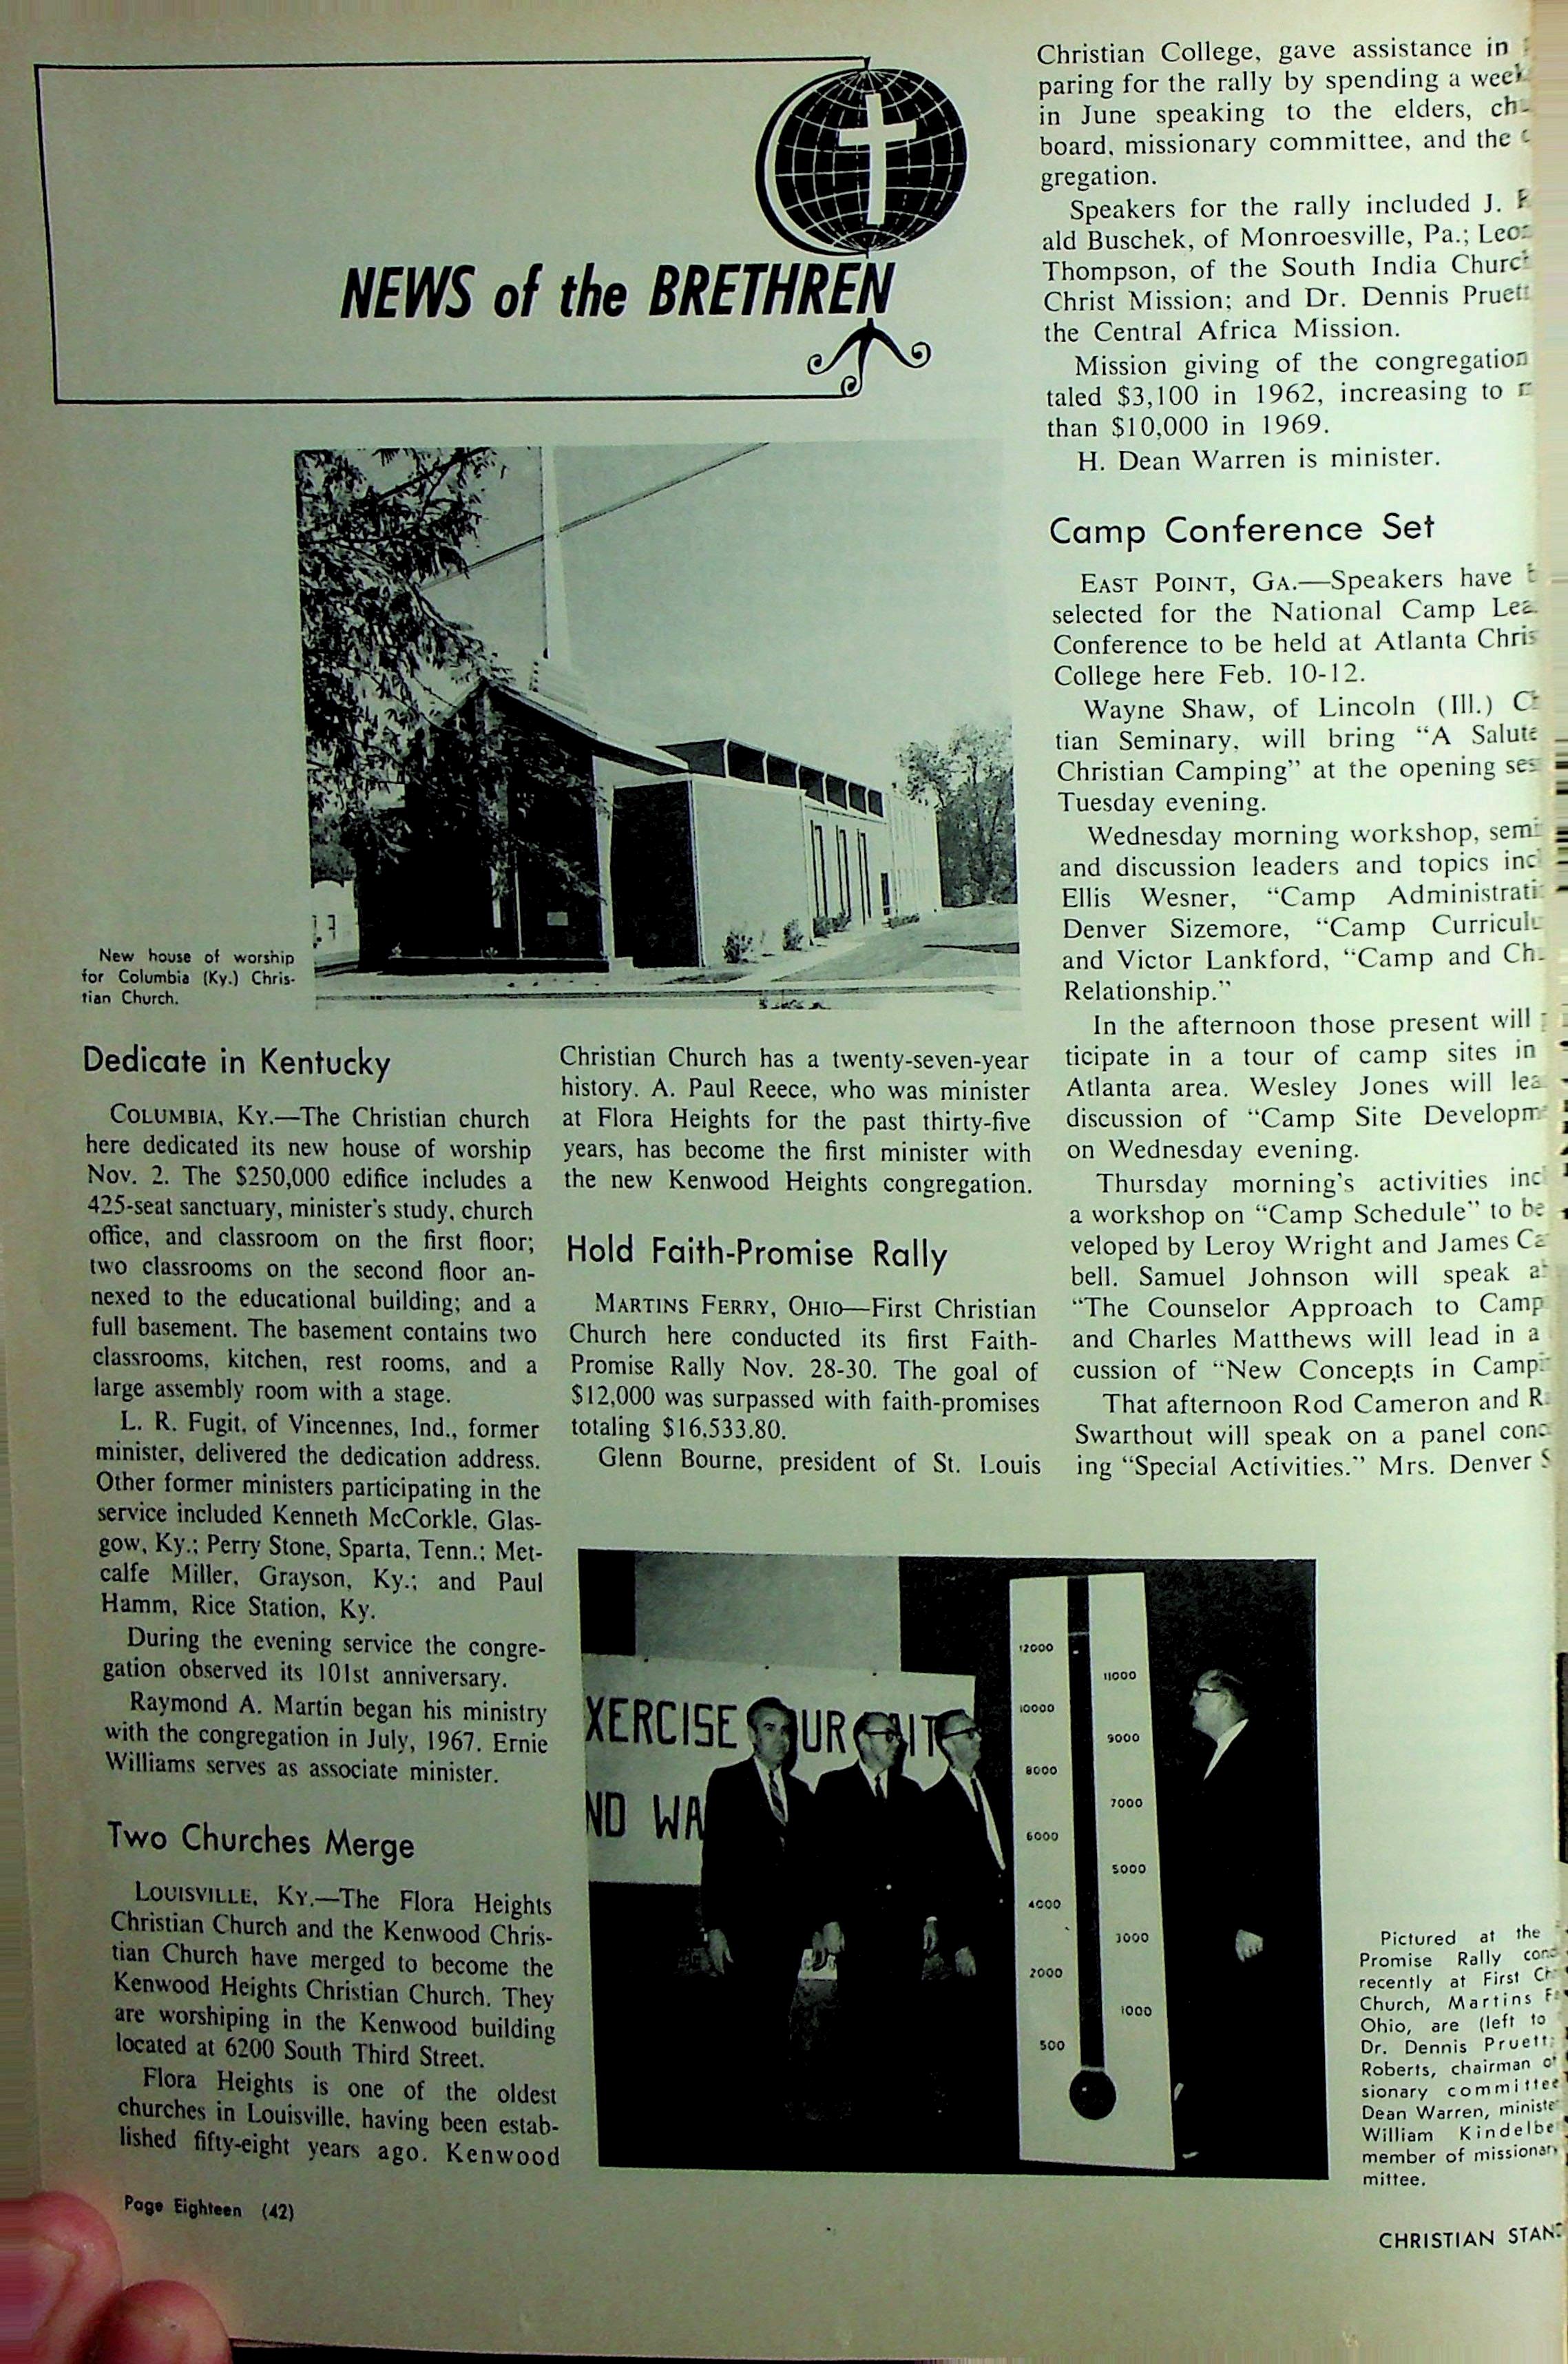 NEWS of the BRETHREN
New house of worship
for Columbia (Ky.) Chris-
tian Church.
Dedicate in Kentucky
COLUMBIA, KY.—The Christian church
here dedicated its new house of worship
Nov. 2. The $250,000 edifice includes a
425-seat sanctuary, minister's study, church
office, and classroom on the first floor;
two classrooms on the second floor an-
nexed to the educational building; and a
full basement. The basement contains two
classrooms, kitchen, rest rooms, and a
large assembly room with a stage.
L. R. Fugit, of Vincennes, Ind., former
minister, delivered the dedication address.
Other former ministers participating in the
service included Kenneth McCorkle, Glas-
gow, Ky.; Perry Stone, Sparta, Tenn.; Met-
calfe Miller, Grayson, Ky.; and Paul
Hamm, Rice Station, Ky.
During the evening service the congre-
gation observed its 101st anniversary.
Raymond A. Martin began his ministry
with the congregation in July, 1967. Ernie
Williams serves as associate minister.
Two Churches Merge
LOUISVILLE, KY.—The Flora Heights
Christian Church and the Kenwood Chris-
tian Church have merged to become the
Kenwood Heights Christian Church. They
are worshiping in the Kenwood building
located at 6200 South Third Street.
Flora Heights is one of the oldest
churches in Louisville, having been estab-
lished fifty-eight years ago. Kenwood
Christian Church has a twenty-seven-year
history. A. Paul Reece, who was minister
at Flora Heights for the past thirty-five
years, has become the first minister with
the new Kenwood Heights congregation.
Hold Faith-Promise Rally
MARTINS FERRY, OHIO—First Christian
Church here conducted its first Faith-
Promise Rally Nov. 28-30. The goal of
$12,000 was surpassed with faith-promises
totaling $16,533.80.
Glenn Bourne, president of St. Louis
Christian College, gave assistance in
paring for the rally by spending a week
in June speaking to the elders,
board, missionary committee, and the
gregation.
Speakers for the rally included J.
ald Buschek, of Monroesville, Pa.;
Thompson, of the South India
Christ Mission; and Dr. Dennis Pruett
the Central Africa Mission.
Mission giving of the congregation
taled $3,100 in 1962, increasing to
than $10,000 in 1969.
H. Dean Warren is minister.
Camp Conference Set
EAST POINT, GA.—Speakers have
selected for the National Camp
Conference to be held at Atlanta Chris
College here Feb. 10-12.
Wayne Shaw, of Lincoln (Ill.)
tian Seminary, will bring “A Salute
Christian Camping” at the opening ses
Tuesday evening.
Wednesday morning workshop, semi
and discussion leaders and topics inc
Ellis Wesner, “Camp Administrati
Denver Sizemore, “Camp Curricul
and Victor Lankford, “Camp and Ch
Relationship.”
In the afternoon those present will
ticipate in a tour of camp sites in
Atlanta area. Wesley Jones will lea
discussion of “Camp Site Developm
on Wednesday evening.
Thursday morning's activities inc
a workshop on “Camp Schedule” to be
veloped by Leroy Wright and James Ca
bell. Samuel Johnson will speak
“The Counselor Approach to Camp
and Charles Matthews will lead in a
cussion of “New Concepts in Camp
That afternoon Rod Cameron and R
Swarthout will speak on a panel conc
ing “Special Activities.” Mrs. Denver S
XERCISE OUR FAIT
ND WA
12000
11000
10000
9000
8000
7000
6000
5000
4000
3000
2000
1000
500
Pictured at the
Promise Rally
recently at First
Church, Martins
Ohio, are (left to
Dr. Dennis Pruett
Roberts, chairman of
sionary committee
Dean Warren, ministe
William Kindelbe
member of missionary
mittee.
Page Eighteen (42)
CHRISTIAN STAN